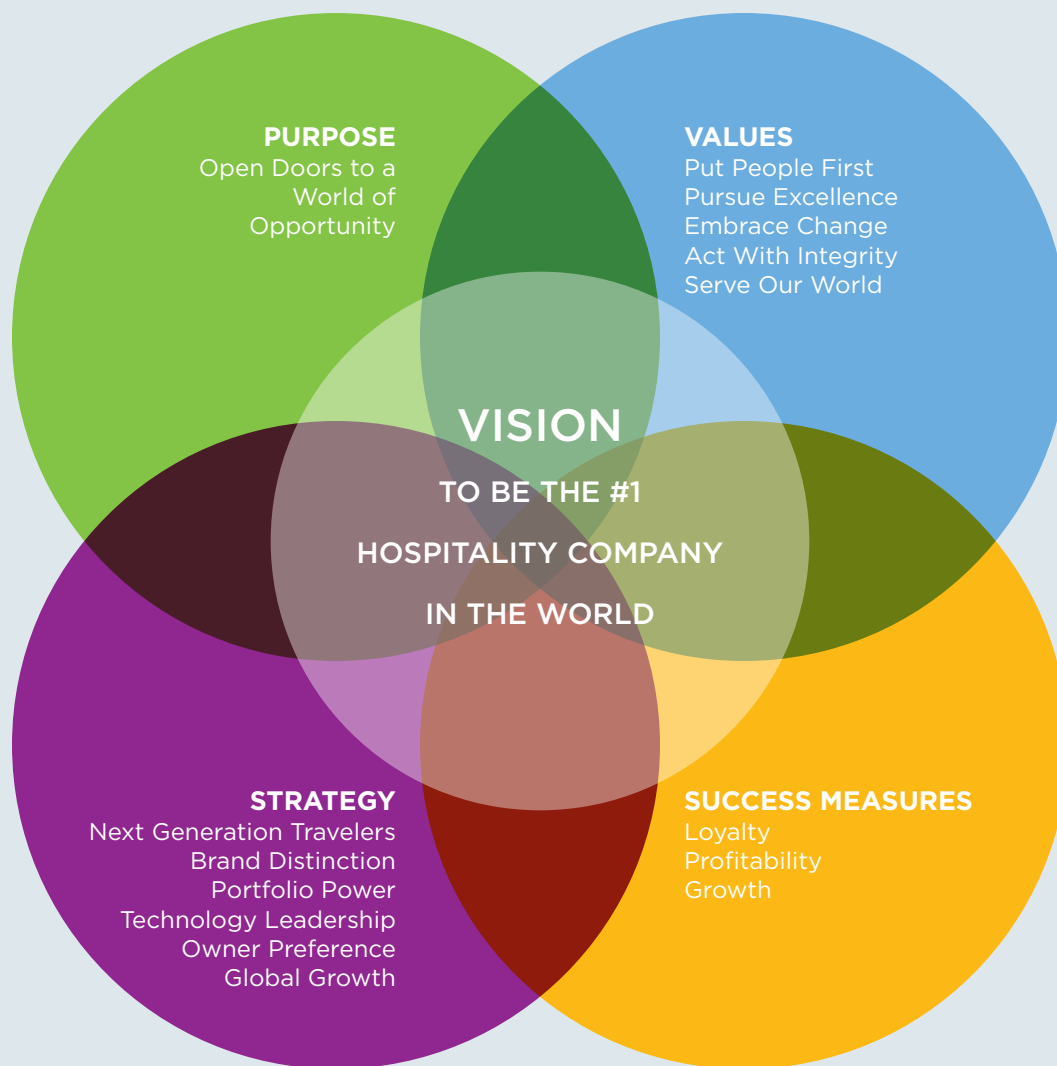 PURPOSE
Open Doors to a
World of
Opportunity
VALUES
Put People First
Pursue Excellence
Embrace Change
Act With Integrity
Serve Our World
VISION
TO BE THE #1
HOSPITALITY COMPANY
IN THE WORLD
STRATEGY
Next Generation Travelers
Brand Distinction
Portfolio Power
Technology Leadership
Owner Preference
Global Growth
SUCCESS MEASURES
Loyalty
Profitability
Growth